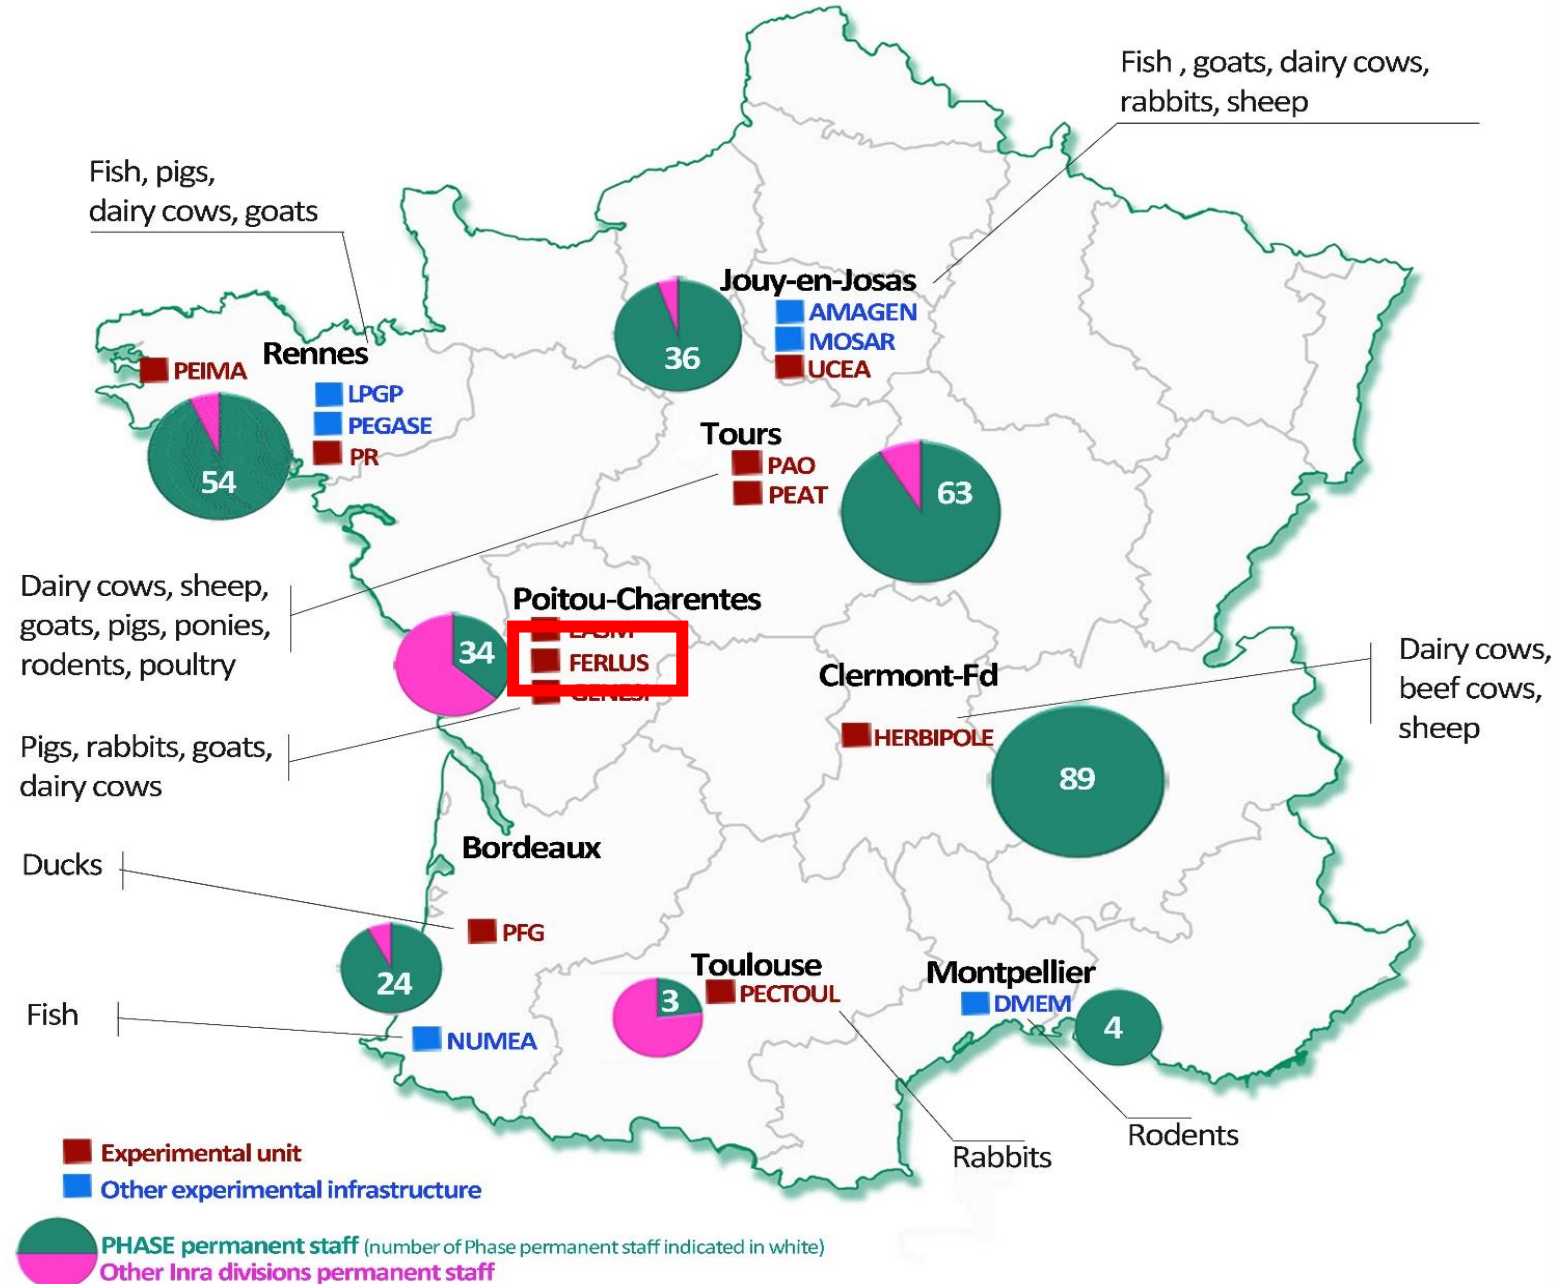 Fish , goats, dairy cows,
rabbits, sheep
Fish, pigs,
dairy cows, goats
Jouy-en-Josas
AMAGEN
MOSAR
UCEA
36
Rennes
PEIMA
LPGP
PEGASE
PR
54
Tours
PAO
PEAT
63
Dairy cows, sheep,
goats, pigs, ponies,
rodents, poultry
Poitou-Charentes
FERLUS
34
Pigs, rabbits, goats,
dairy cows
Clermont-Fd
HERBIPOLE
89
Dairy cows,
beef cows,
sheep
Bordeaux
Ducks
PFG
24
Fish
NUMEA
Toulouse
PECTOUL
3
Montpellier
DMEM
4
Rabbits
Rodents
Experimental unit
Other experimental infrastructure
PHASE permanent staff (number of Phase permanent staff indicated in white)
Other Inra divisions permanent staff